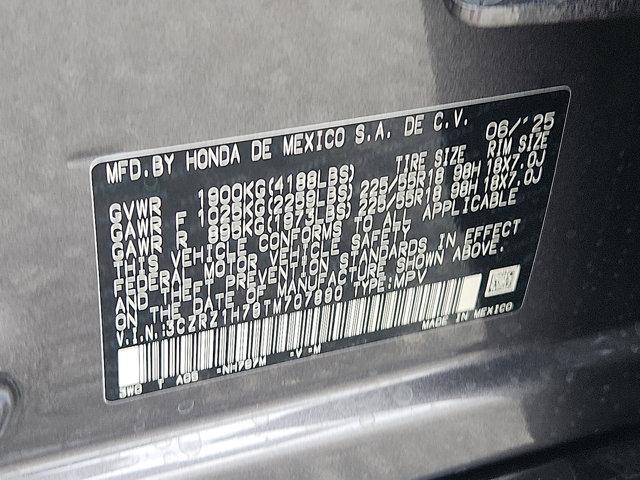 MFD.BY HONDA DE MEXICO S.A. DE C.V. 06/'25
TIRE SIZE RIM SIZE
GVWR 1900KG(4188LBS)
GAWR F 1025KG(2259LBS) 225/55R18 98H 18X7.0J
GAWR R 895KG(1973LBS) 225/55R18 98H 18X7.0J
THIS VEHICLE CONFORMS TO ALL APPLICABLE
FEDERAL MOTOR VEHICLE SAFETY
AND THEFT PREVENTION STANDARDS IN EFFECT
ON THE DATE OF MANUFACTURE SHOWN ABOVE.
V.I.N.: TYPE:MPV
MADE IN MEXICO